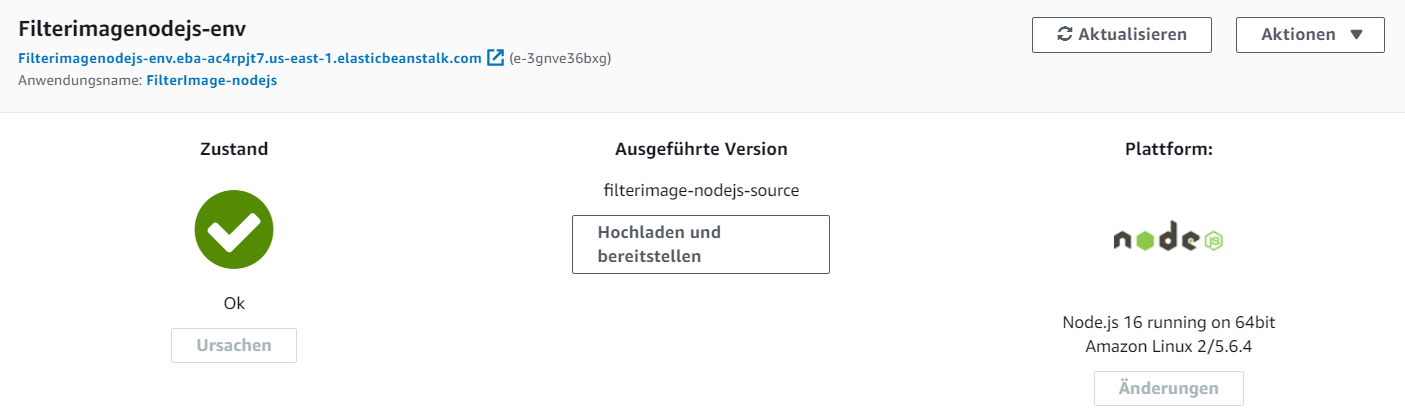 Filterimagenodejs-env
Aktualisieren
Aktionen
Filterimagenodejs-env.eba-ac4rpjt7.us-east-1.elasticbeanstalk.com (e-3gnve36bxg)
Anwendungsname: FilterImage-nodejs
Zustand
Ok
Ursachen
Ausgeführte Version
filterimage-nodejs-source
Hochladen und
bereitstellen
Plattform:
node JS
Node.js 16 running on 64bit
Amazon Linux 2/5.6.4
Änderungen